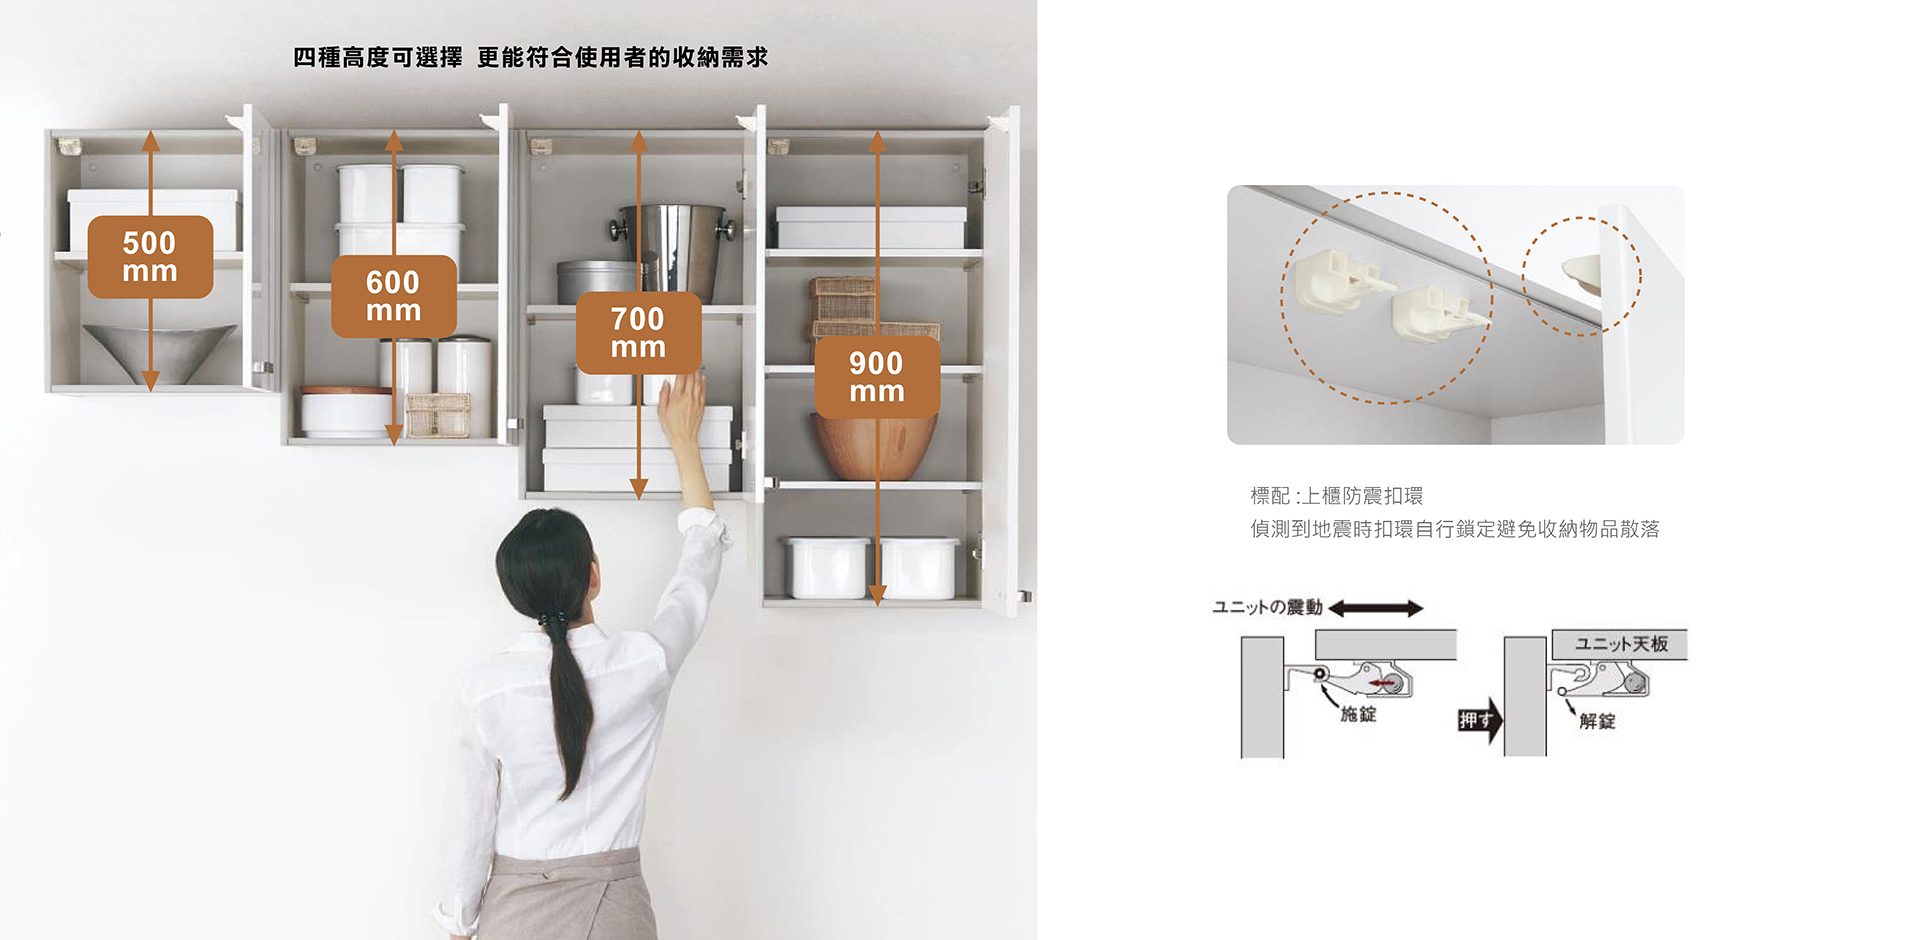 四種高度可選擇 更能符合使用者的收納需求
500
mm
600
mm
700
mm
900
mm
標配 :上櫃防震扣環
偵測到地震時扣環自行鎖定避免收納物品散落
ユニットの震動
ユニット天板
施錠
押す
解錠